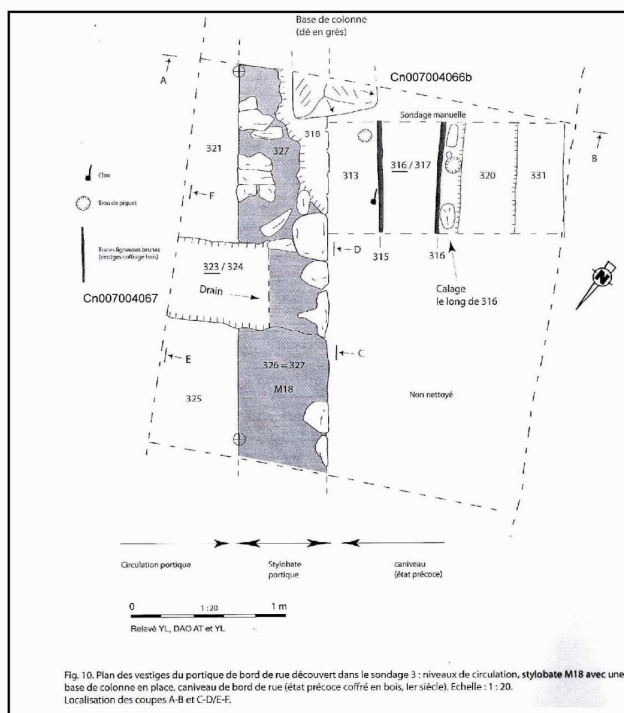 Base de colonne
(dé en grès)
Cn007004066b
A
Sondage manuelle
318
327
B
321
313
316 / 317
320
331
Clou
F
Trou de piquet
D
315
316
Traces ligneuses brunes
(vestiges coffrage bois)
323 / 324
Calage
le long de 316
Drain
Cn007004067
N
E
C
326 = 327
M18
325
Non nettoyé
Circulation portique
Stylobate
portique
caniveau
(état précoce)
0 1 : 20 1 m
Relevé YL, DAO AT et YL
Fig. 10. Plan des vestiges du portique de bord de rue découvert dans le sondage 3 : niveaux de circulation, stylobate M18 avec une
base de colonne en place, caniveau de bord de rue (état précoce coffré en bois, Ier siècle). Echelle : 1 : 20.
Localisation des coupes A-B et C-D/E-F.